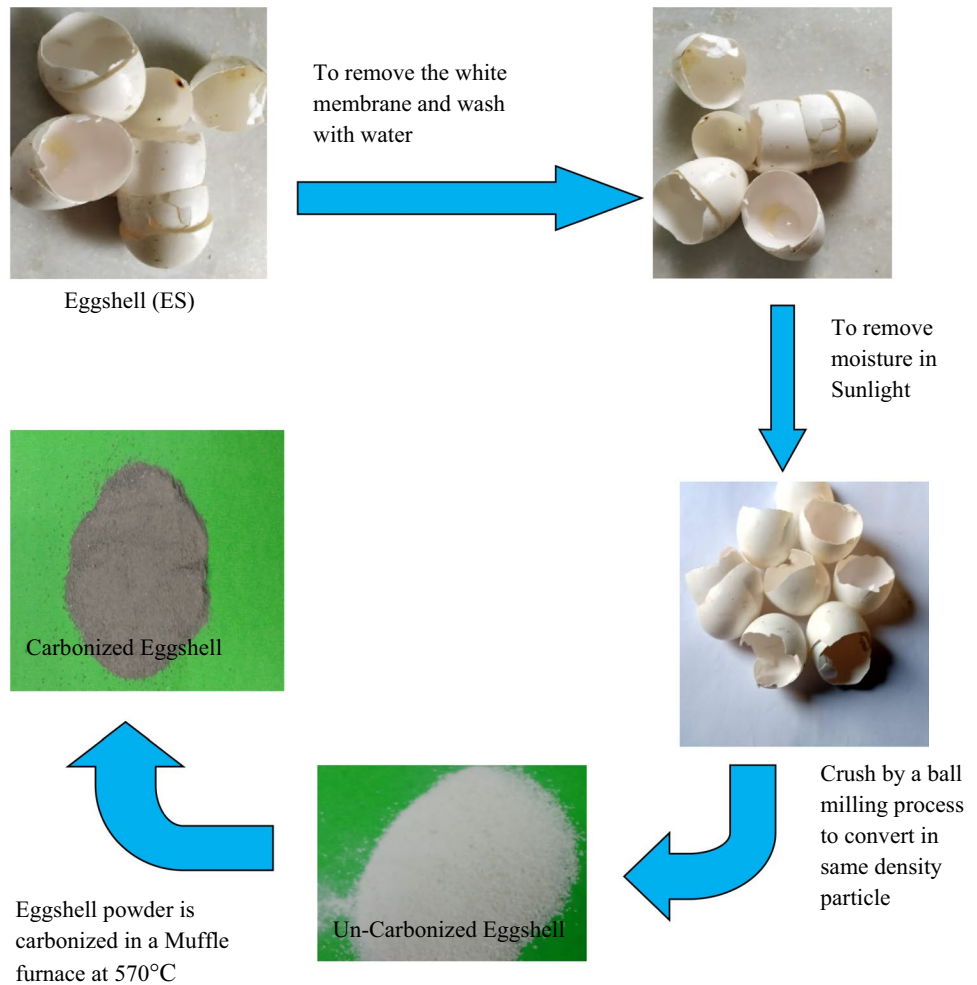 To remove the white
membrane and wash
with water
Eggshell (ES)
To remove
moisture in
Sunlight
Crush by a ball
milling process
to convert in
same density
particle
Un-Carbonized Eggshell
Eggshell powder is
carbonized in a Muffle
furnace at 570°C
Carbonized Eggshell